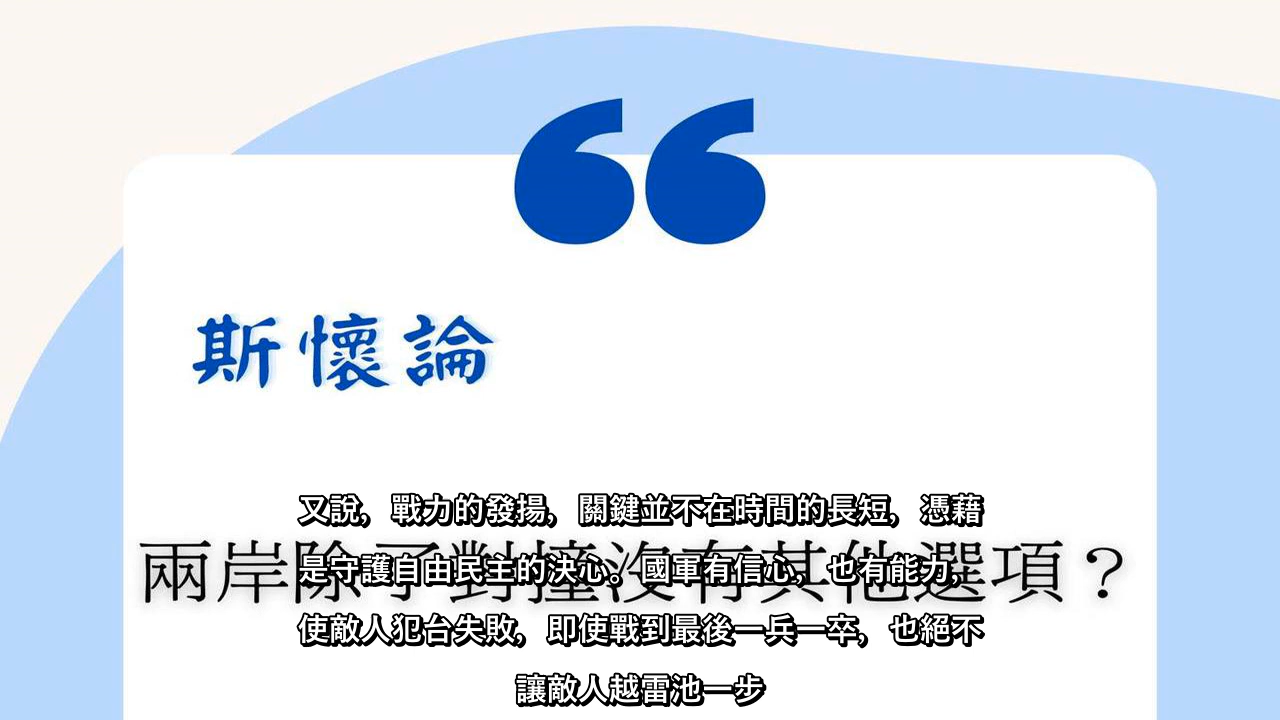 斯懷論
又說，戰力的發揚，關鍵並不在時間的長短，憑藉
兩岸除了對撞沒有其他選項？
是守護自由民主的決心。國軍有信心，也有能力，
使敵人犯台失敗，即使戰到最後一兵一卒，也絕不
讓敵人越雷池一步